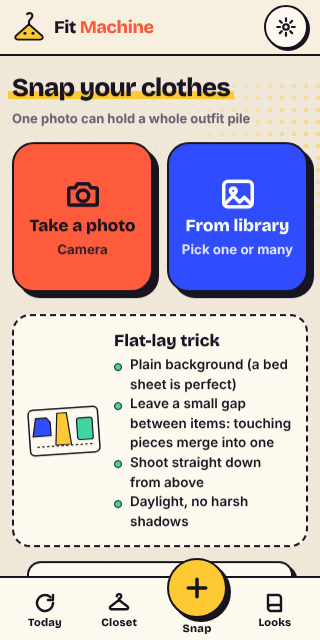 Fit Machine
Snap your clothes
One photo can hold a whole outfit pile
Take a photo
Camera
From library
Pick one or many
Flat-lay trick
Plain background (a bed
sheet is perfect)
Leave a small gap
between items: touching
pieces merge into one
Shoot straight down
from above
Daylight, no harsh
shadows
Today
Closet
Snap
Looks